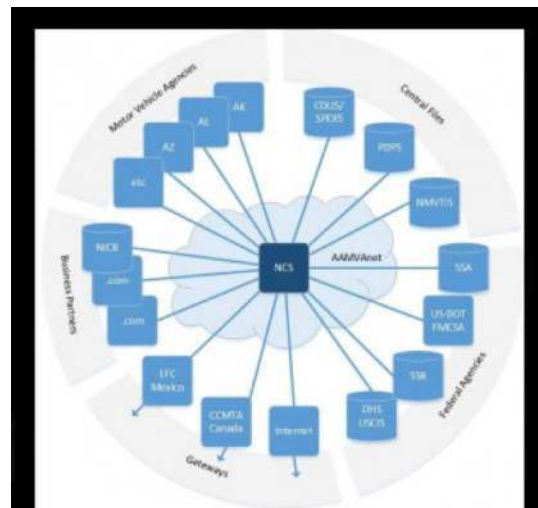 Motor Vehicle Agencies
AK
AL
AZ
etc
Central Files
CDLIS/
SPEXS
PDPS
NMVTIS
AAMVAnet
NCS
Business Partners
NICB
.com
.com
SSA
US-DOT
FMCSA
SSR
DHS
USCIS
Federal Agencies
LFC
Mexico
CCMTA
Canada
Internet
Gateways